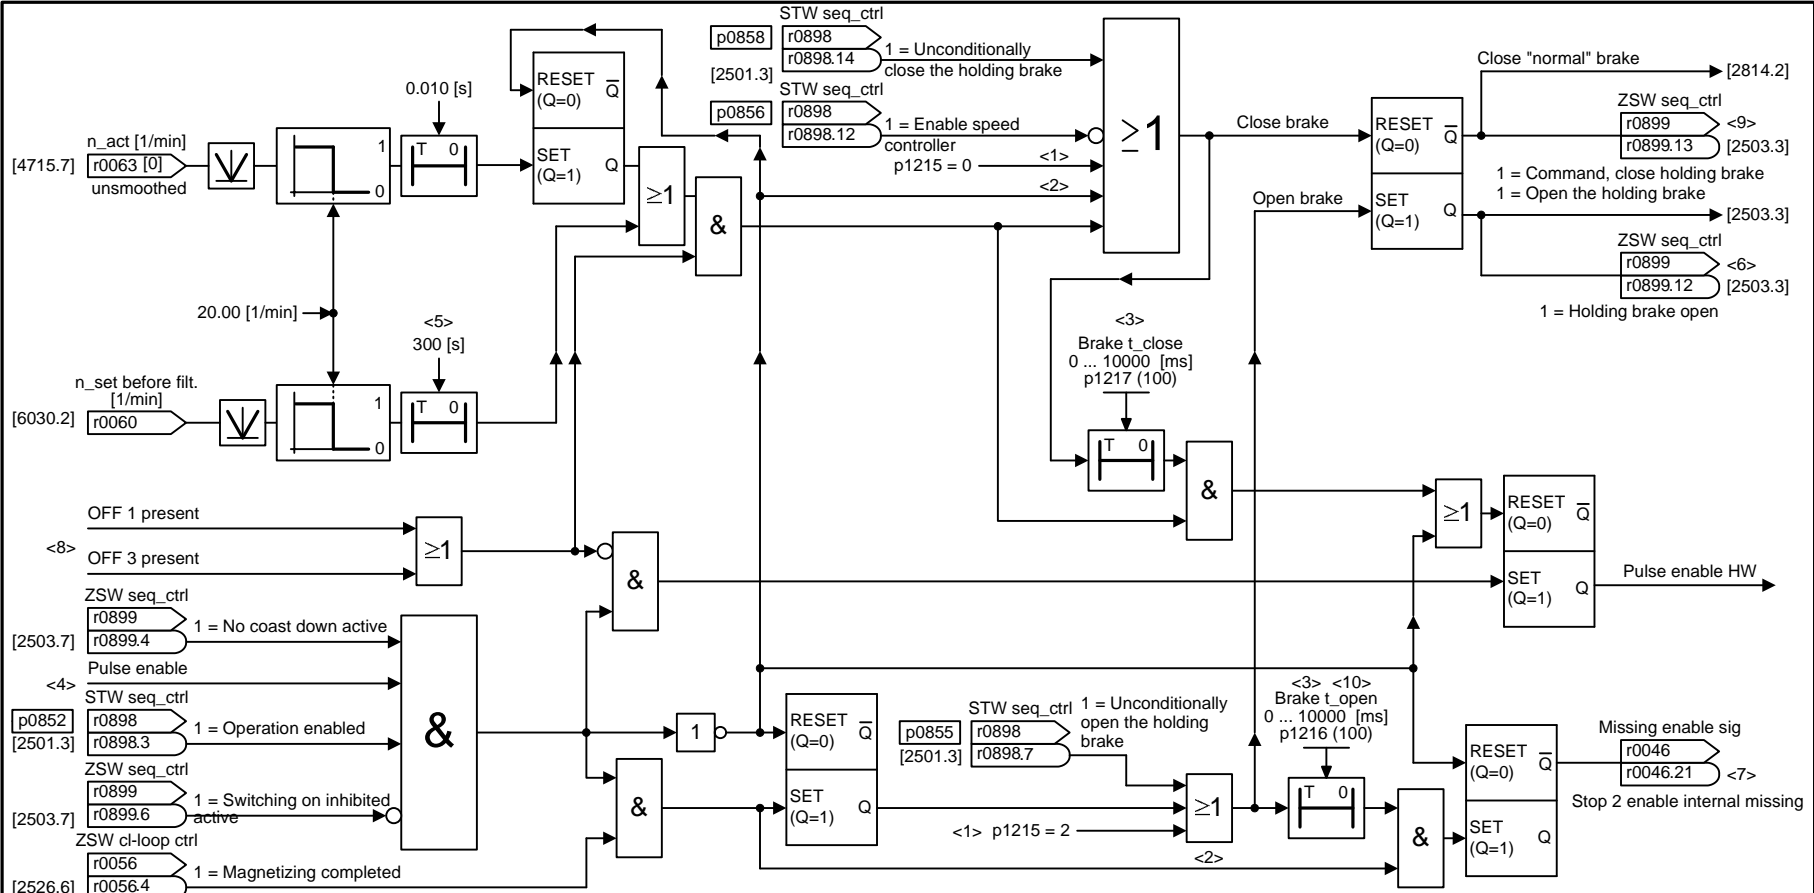 STW seq_ctrl
p0858
r0898
r0898.14
1 = Unconditionally
close the holding brake
[2501.3]
STW seq_ctrl
p0856
r0898
r0898.12
1 = Enable speed
controller
p1215 = 0
<1>
<2>
≥1
RESET
(Q=0)
Q
SET
(Q=1)
Q
0.010 [s]
n_act [1/min]
[4715.7]
r0063 [0]
unsmoothed
1
0
T 0
≥1
&
20.00 [1/min]
<5>
300 [s]
n_set before filt.
[1/min]
[6030.2]
r0060
1
0
T 0
Close brake
Open brake
RESET
(Q=0)
Q
SET
(Q=1)
Q
Close "normal" brake
[2814.2]
ZSW seq_ctrl
r0899
<9>
r0899.13
[2503.3]
1 = Command, close holding brake
1 = Open the holding brake
[2503.3]
ZSW seq_ctrl
r0899
<6>
r0899.12
[2503.3]
1 = Holding brake open
<3>
Brake t_close
0 ... 10000 [ms]
p1217 (100)
T 0
&
≥1
RESET
(Q=0)
Q
SET
(Q=1)
Q
Pulse enable HW
OFF 1 present
<8>
OFF 3 present
≥1
&
ZSW seq_ctrl
r0899
[2503.7]
r0899.4
1 = No coast down active
Pulse enable
<4>
STW seq_ctrl
p0852
r0898
[2501.3]
r0898.3
1 = Operation enabled
ZSW seq_ctrl
r0899
[2503.7]
r0899.6
1 = Switching on inhibited
active
ZSW cl-loop ctrl
r0056
[2526.6]
r0056.4
1 = Magnetizing completed
&
1
&
RESET
(Q=0)
Q
SET
(Q=1)
Q
STW seq_ctrl
p0855
r0898
[2501.3]
r0898.7
1 = Unconditionally
open the holding
brake
<1> p1215 = 2
≥1
<2>
<3> <10>
Brake t_open
0 ... 10000 [ms]
p1216 (100)
T 0
&
RESET
(Q=0)
Q
SET
(Q=1)
Q
Missing enable sig
r0046
r0046.21
<7>
Stop 2 enable internal missing